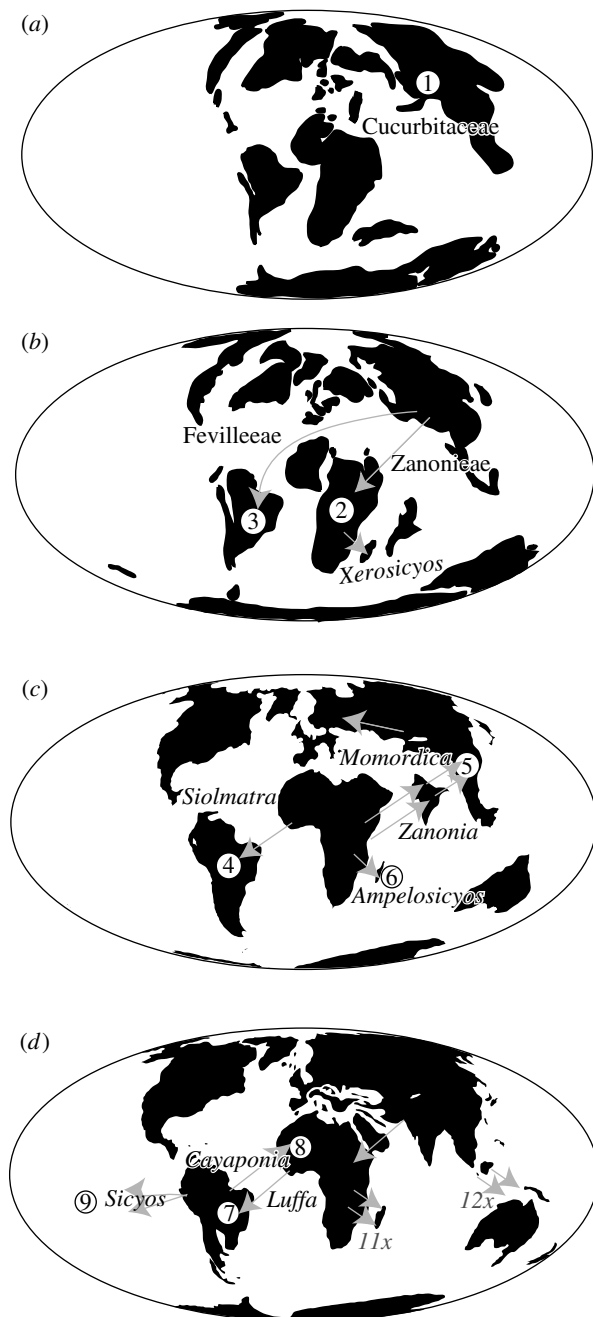 (a)
1
Cucurbitaceae
(b)
Fevilleeae
Zanonieae
2
3
Xerosicyos
(c)
Momordica
5
Siolmatra
Zanonia
4
6
Ampelosicyos
(d)
8
Cayaponia
9 Sicyos
Luffa
7
12x
11x